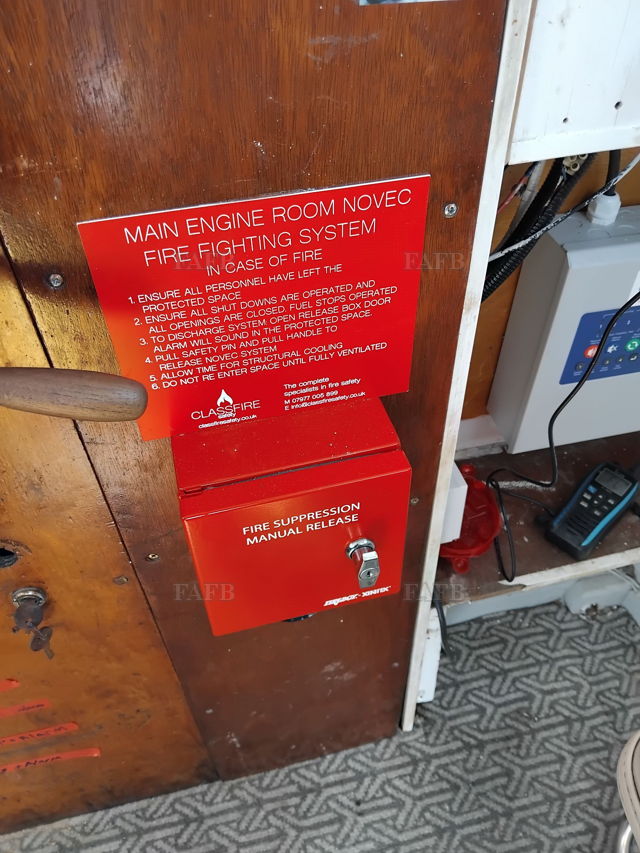 MAIN ENGINE ROOM NOVEC
FIRE FIGHTING SYSTEM
IN CASE OF FIRE
1. ENSURE ALL PERSONNEL HAVE LEFT THE
PROTECTED SPACE
2. ENSURE ALL SHUT DOWNS ARE OPERATED AND
ALL OPENINGS ARE CLOSED, FUEL STOPS OPERATED
3. TO DISCHARGE SYSTEM, OPEN RELEASE BOX DOOR
ALARM WILL SOUND IN THE PROTECTED SPACE.
4. PULL SAFETY PIN AND PULL HANDLE TO
RELEASE NOVEC SYSTEM
5. ALLOW TIME FOR STRUCTURAL COOLING
6. DO NOT RE ENTER SPACE UNTIL FULLY VENTILATED
CLASSFIRE
safety
classfiresafety.co.uk
The complete
specialists in fire safety
M 07977 005 899
E info@classfiresafety.co.uk
FAFB FAFB
FIRE SUPPRESSION
MANUAL RELEASE
FAFB FAFB